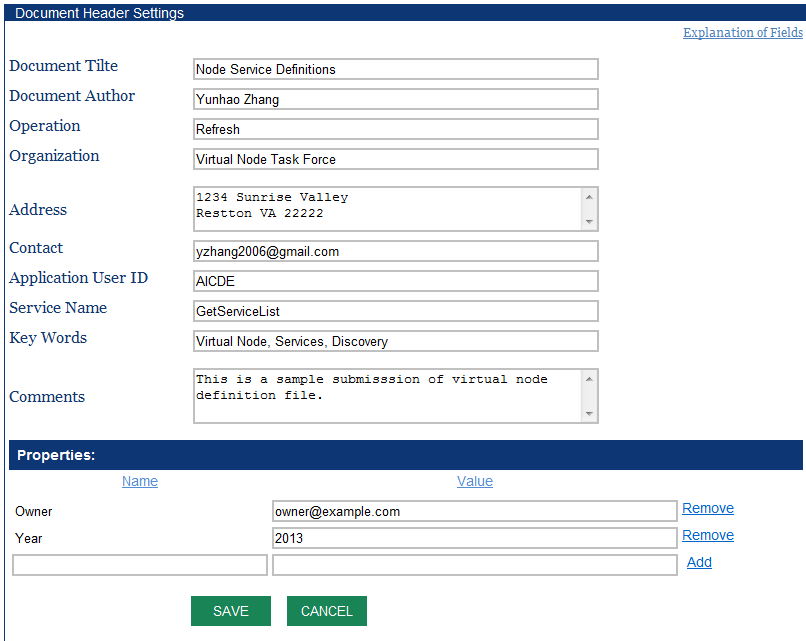 Document Header Settings
Explanation of Fields
Document Tilte
Node Service Definitions
Document Author
Yunhao Zhang
Operation
Refresh
Organization
Virtual Node Task Force
Address
1234 Sunrise Valley
Restton VA 22222
Contact
yzhang2006@gmail.com
Application User ID
AICDE
Service Name
GetServiceList
Key Words
Virtual Node, Services, Discovery
Comments
This is a sample submisssion of virtual node
definition file.
Properties:
Name Value
Owner owner@example.com Remove
Year 2013 Remove
Add
SAVE CANCEL